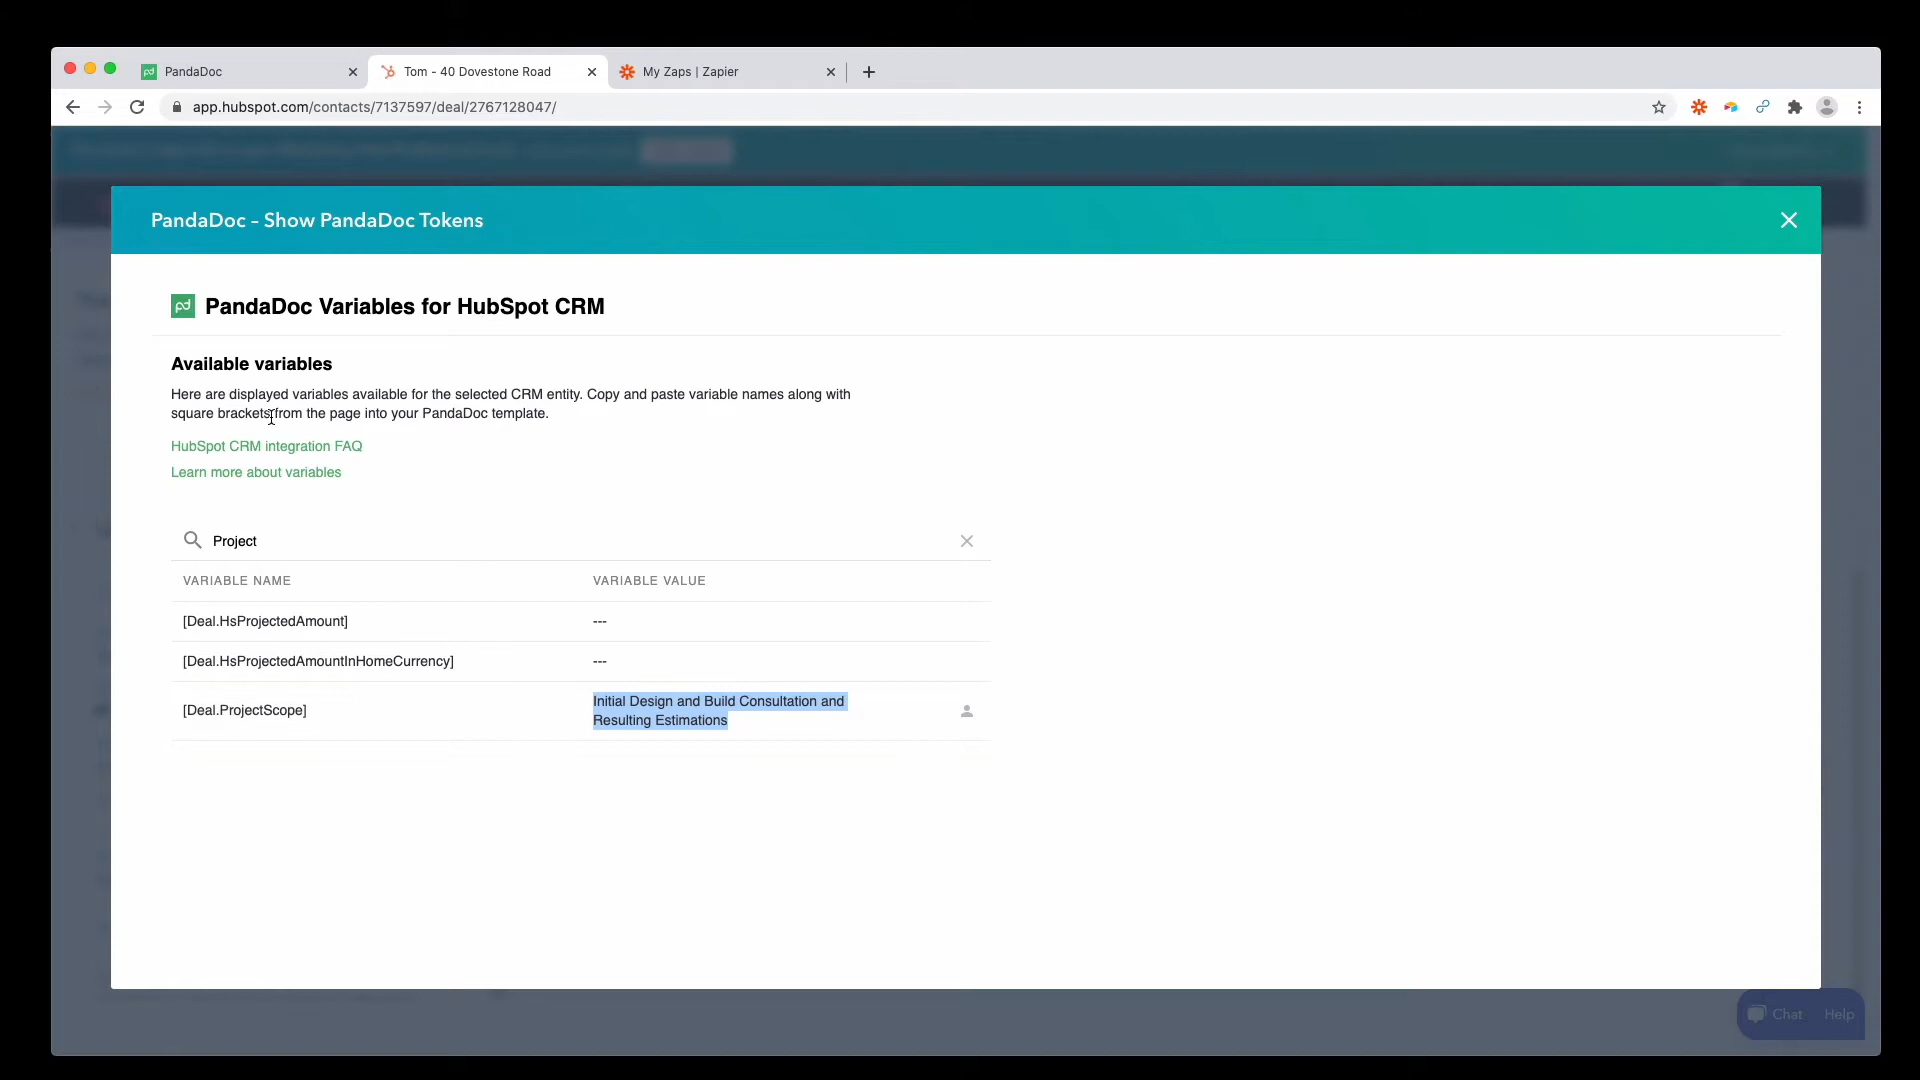 PandaDoc
Tom - 40 Dovestone Road
My Zaps | Zapier
app.hubspot.com/contacts/7137597/deal/2767128047/
PandaDoc – Show PandaDoc Tokens
pd PandaDoc Variables for HubSpot CRM
Available variables
Here are displayed variables available for the selected CRM entity. Copy and paste variable names along with
square brackets from the page into your PandaDoc template.
HubSpot CRM integration FAQ
Learn more about variables
Project
VARIABLE NAME VARIABLE VALUE
[Deal.HsProjectedAmount] ---
[Deal.HsProjectedAmountInHomeCurrency] ---
[Deal.ProjectScope] Initial Design and Build Consultation and
Resulting Estimations
Chat Help